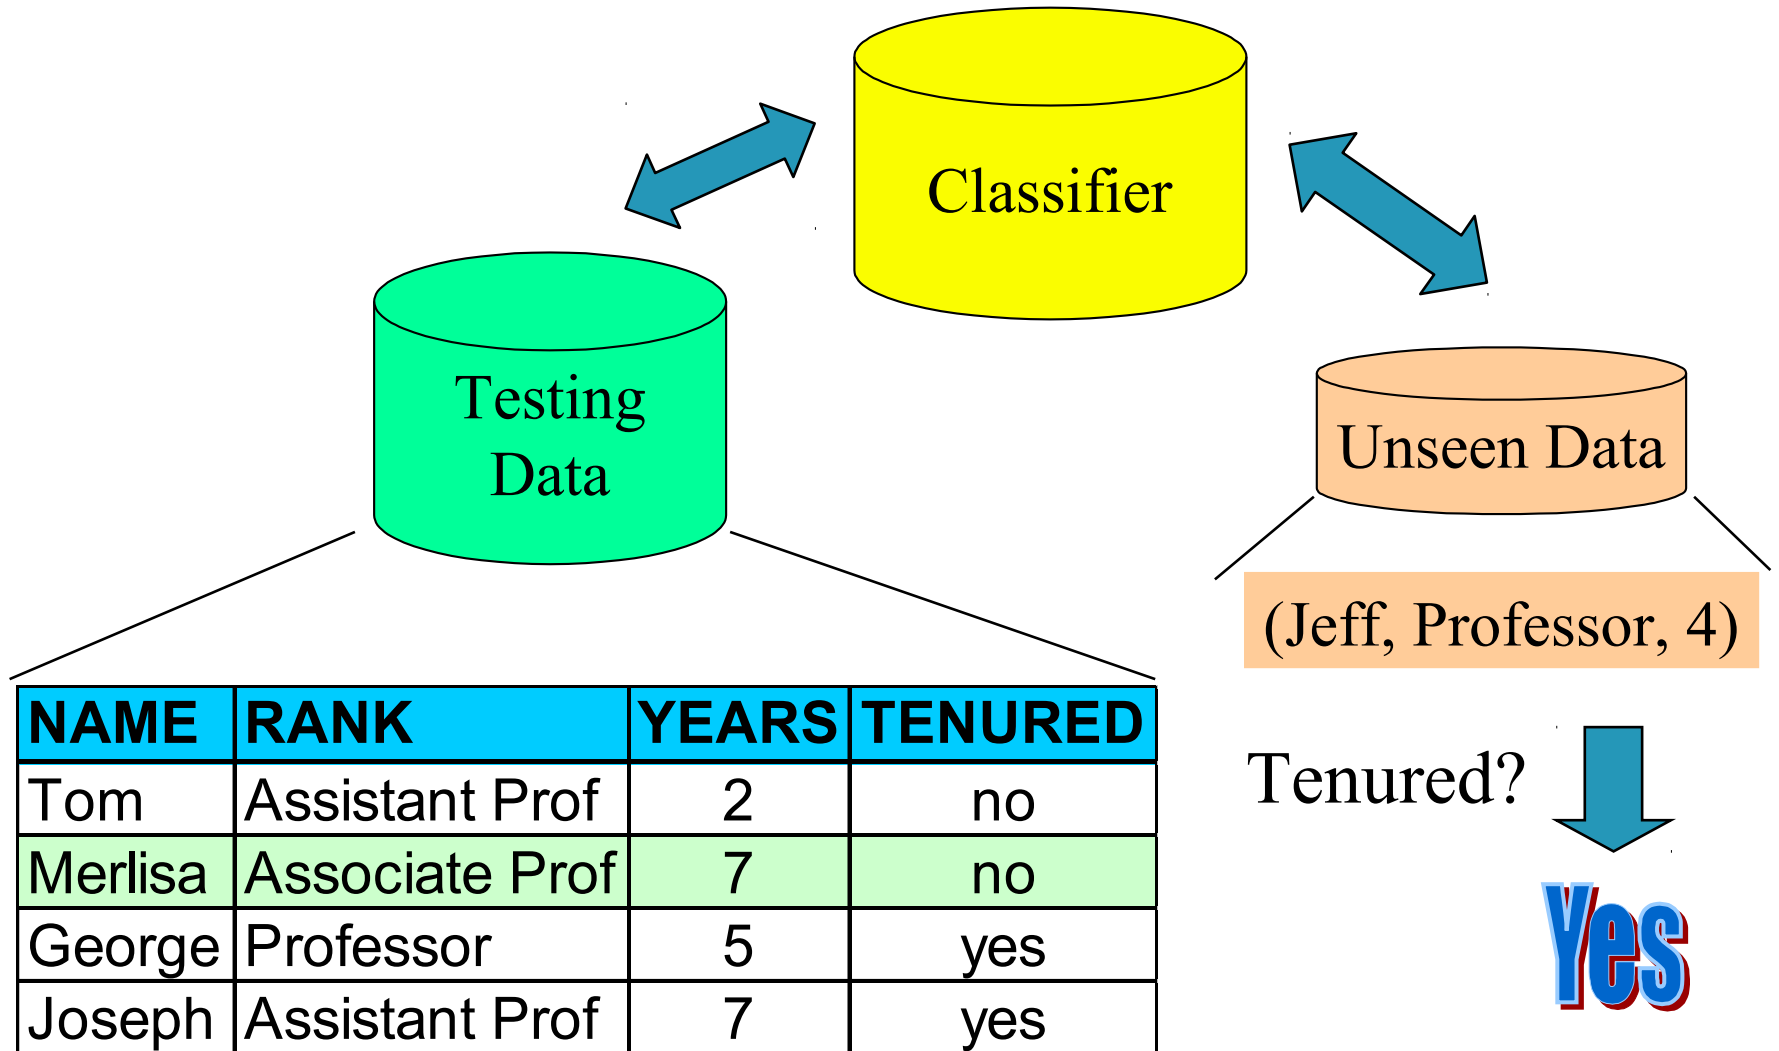 Classifier
Testing
Data
Unseen Data
(Jeff, Professor, 4)
NAME RANK YEARS TENURED
Tom Assistant Prof 2 no
Merlisa Associate Prof 7 no
George Professor 5 yes
Joseph Assistant Prof 7 yes
Tenured?
Yes